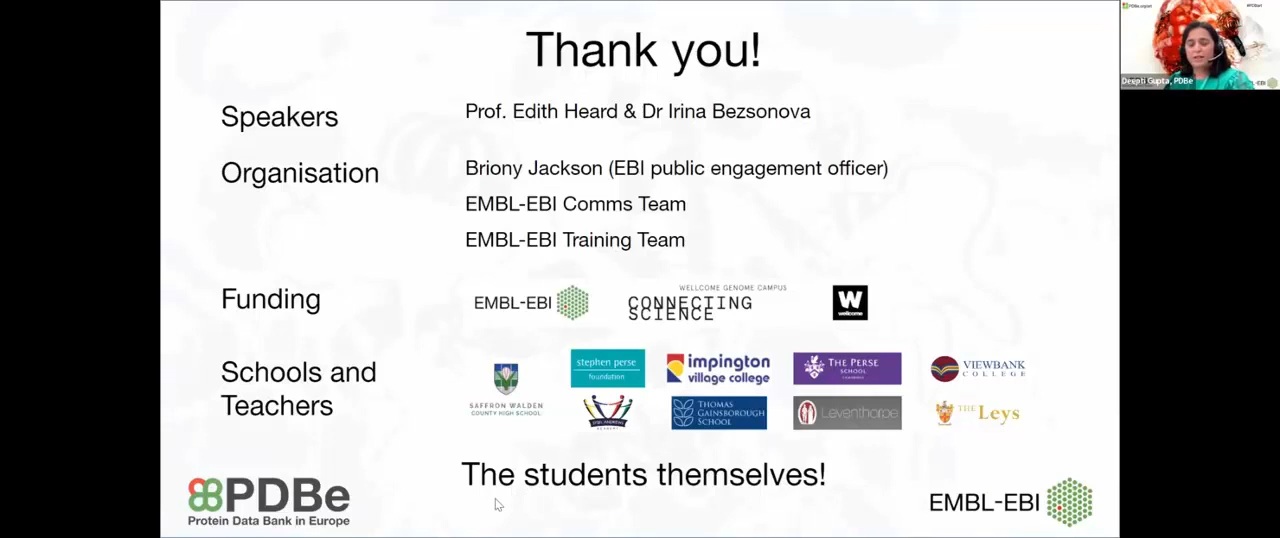 Thank you!
Speakers
Prof. Edith Heard & Dr Irina Bezsonova
Organisation
Briony Jackson (EBI public engagement officer)
EMBL-EBI Comms Team
EMBL-EBI Training Team
Funding
EMBL-EBI
WELLCOME GENOME CAMPUS
CONNECTING
SCIENCE
W
wellcome
Schools and
Teachers
SAFFRON WALDEN
COUNTY HIGH SCHOOL
stephen perse
foundation
impington
village college
THE PERSE
SCHOOL
VIEWBANK
COLLEGE
THOMAS
GAINSBOROUGH
SCHOOL
Leventhorpe
THE Leys
The students themselves!
PDBe
Protein Data Bank in Europe
EMBL-EBI
Deepti Gupta, PDBe